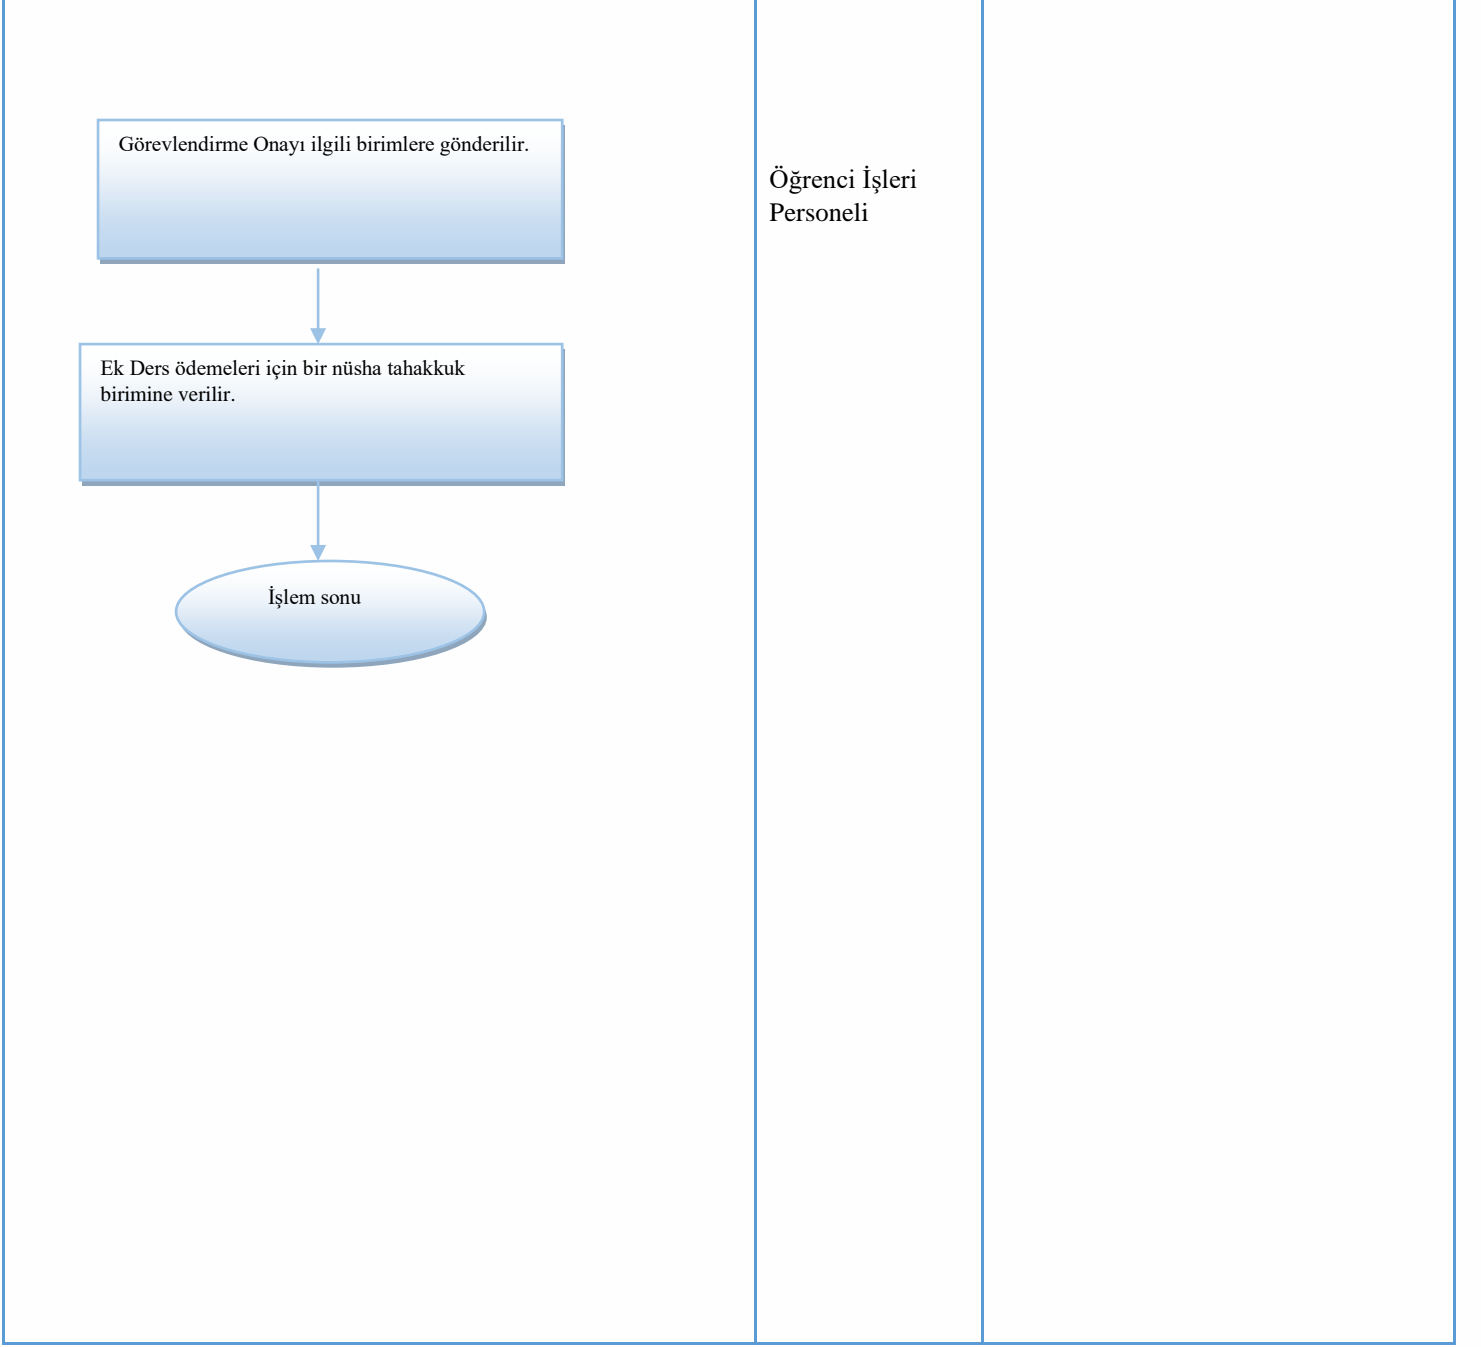 Görevlendirme Onayı ilgili birimlere gönderilir.
Öğrenci İşleri
Personeli
Ek Ders ödemeleri için bir nüsha tahakkuk
birimine verilir.
İşlem sonu